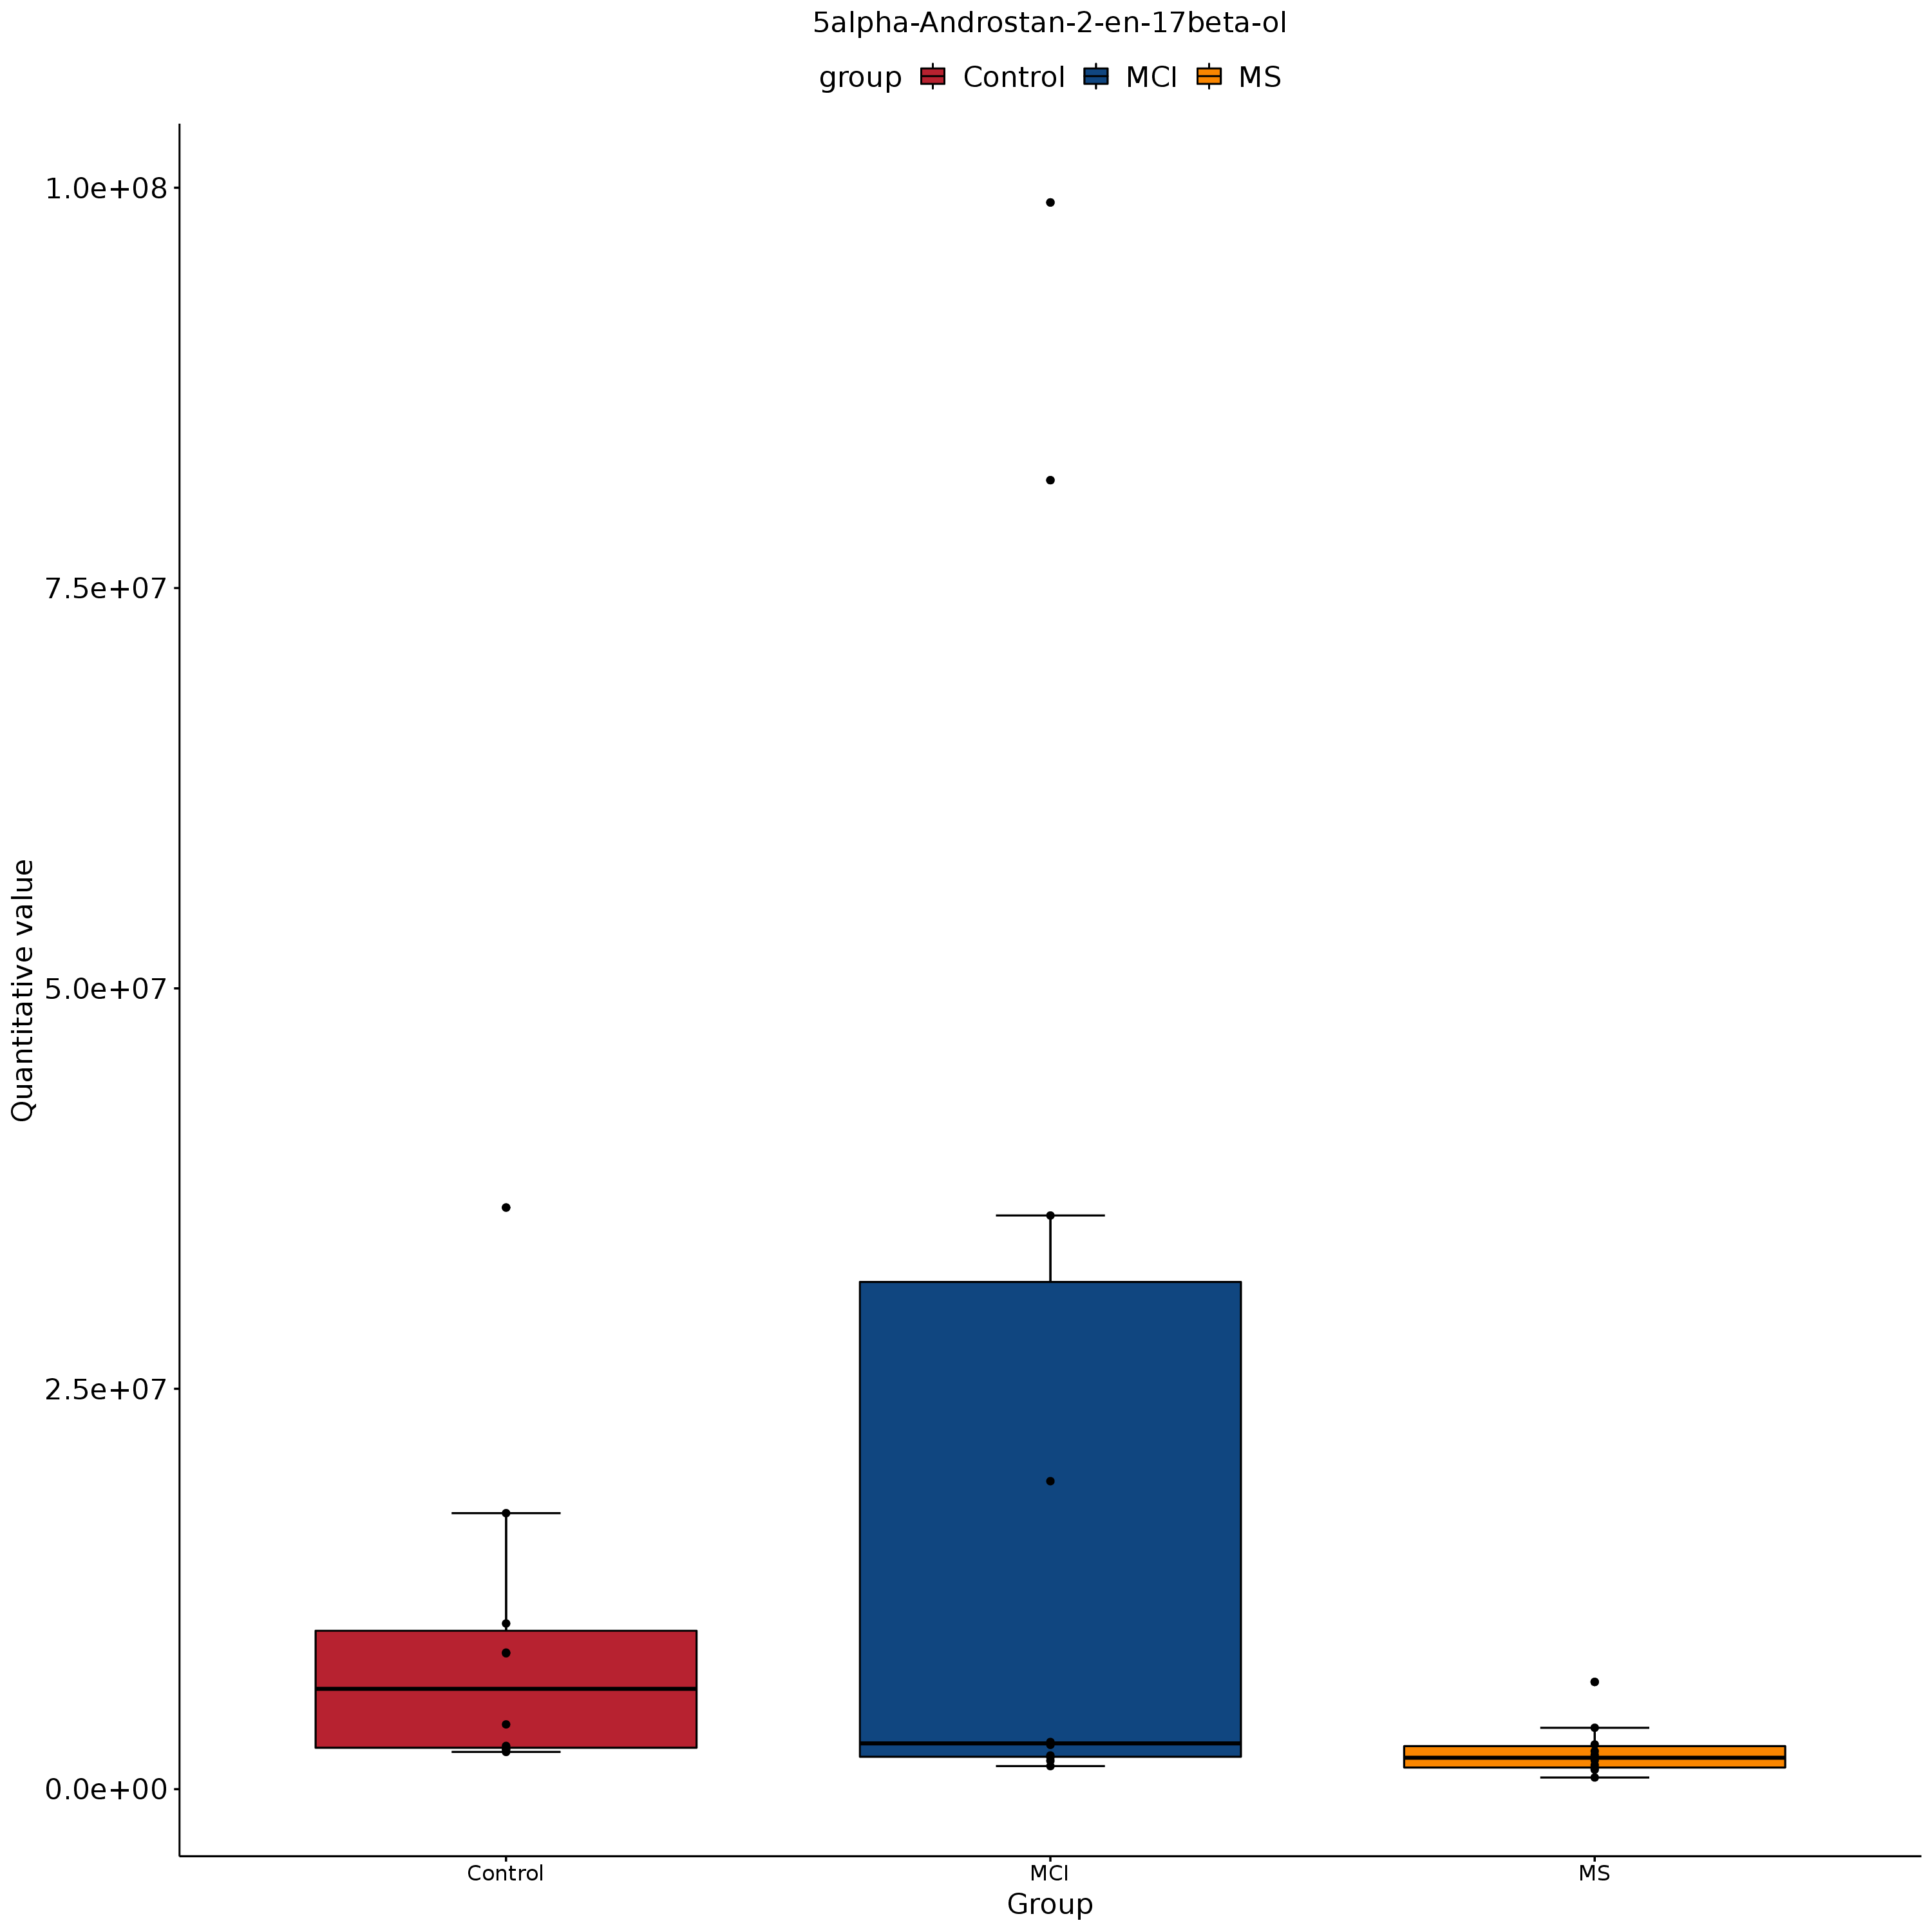 5alpha-Androstan-2-en-17beta-ol
group Control MCI MS
Quantitative value
1.0e+08
7.5e+07
5.0e+07
2.5e+07
0.0e+00
Control MCI MS
Group